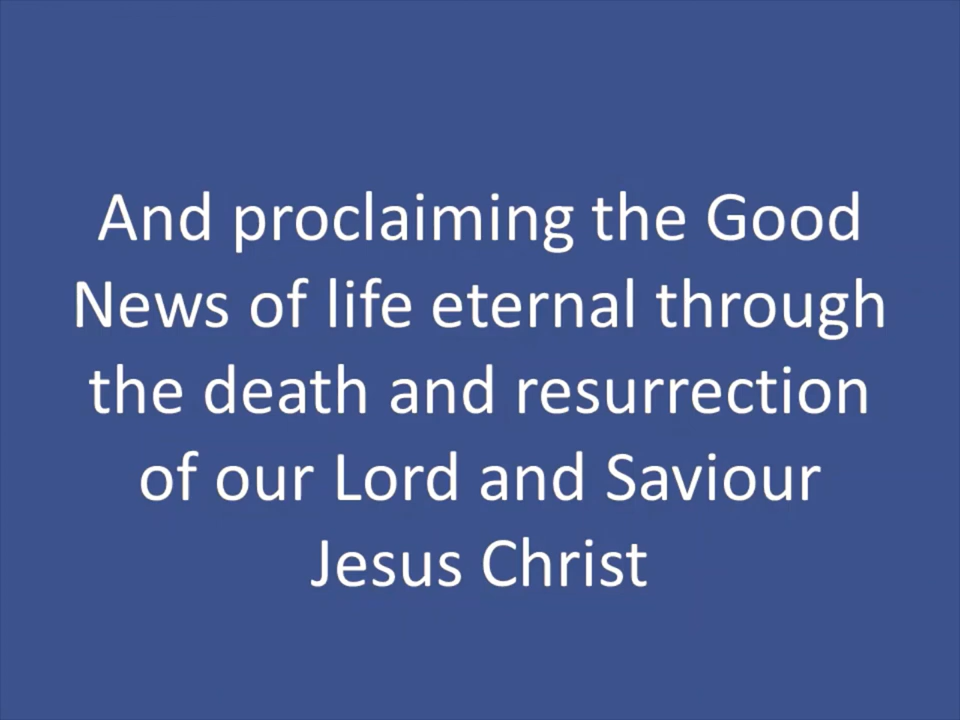 And proclaiming the Good
News of life eternal through
the death and resurrection
of our Lord and Saviour
Jesus Christ